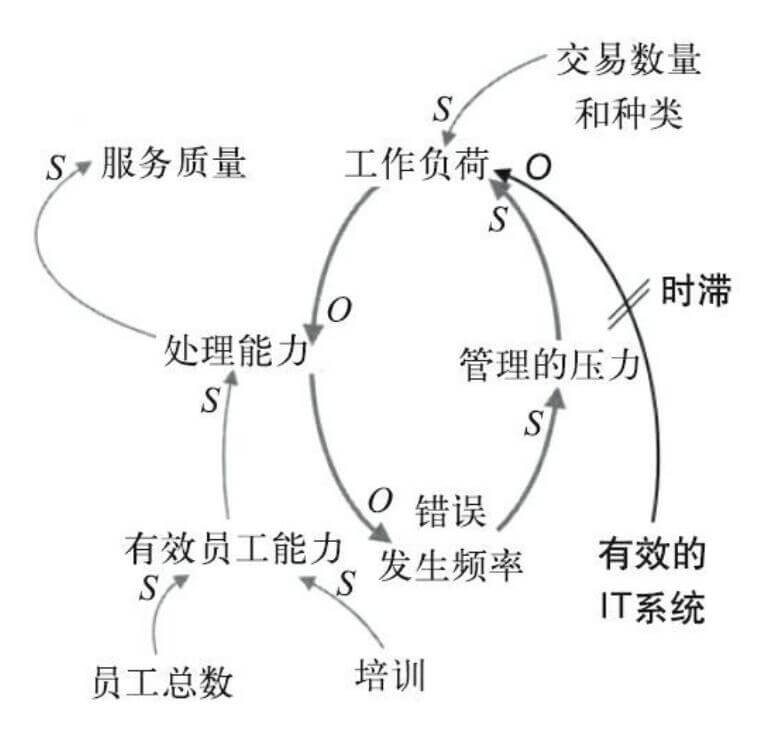 交易数量
和种类
S
S 服务质量
工作负荷
O
S
时滞
O
处理能力
管理的压力
S
S
O 错误
发生频率
有效员工能力
有效的
IT系统
S
S
员工总数
培训